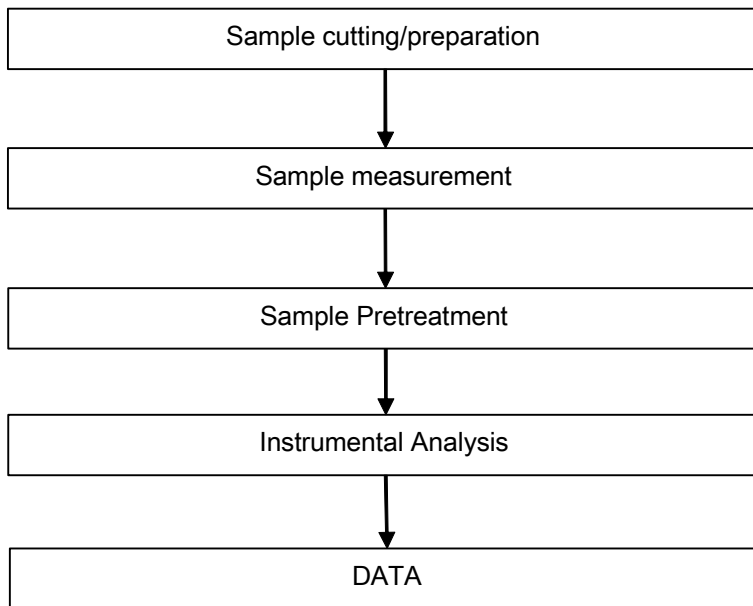 Sample cutting/preparation
Sample measurement
Sample Pretreatment
Instrumental Analysis
DATA